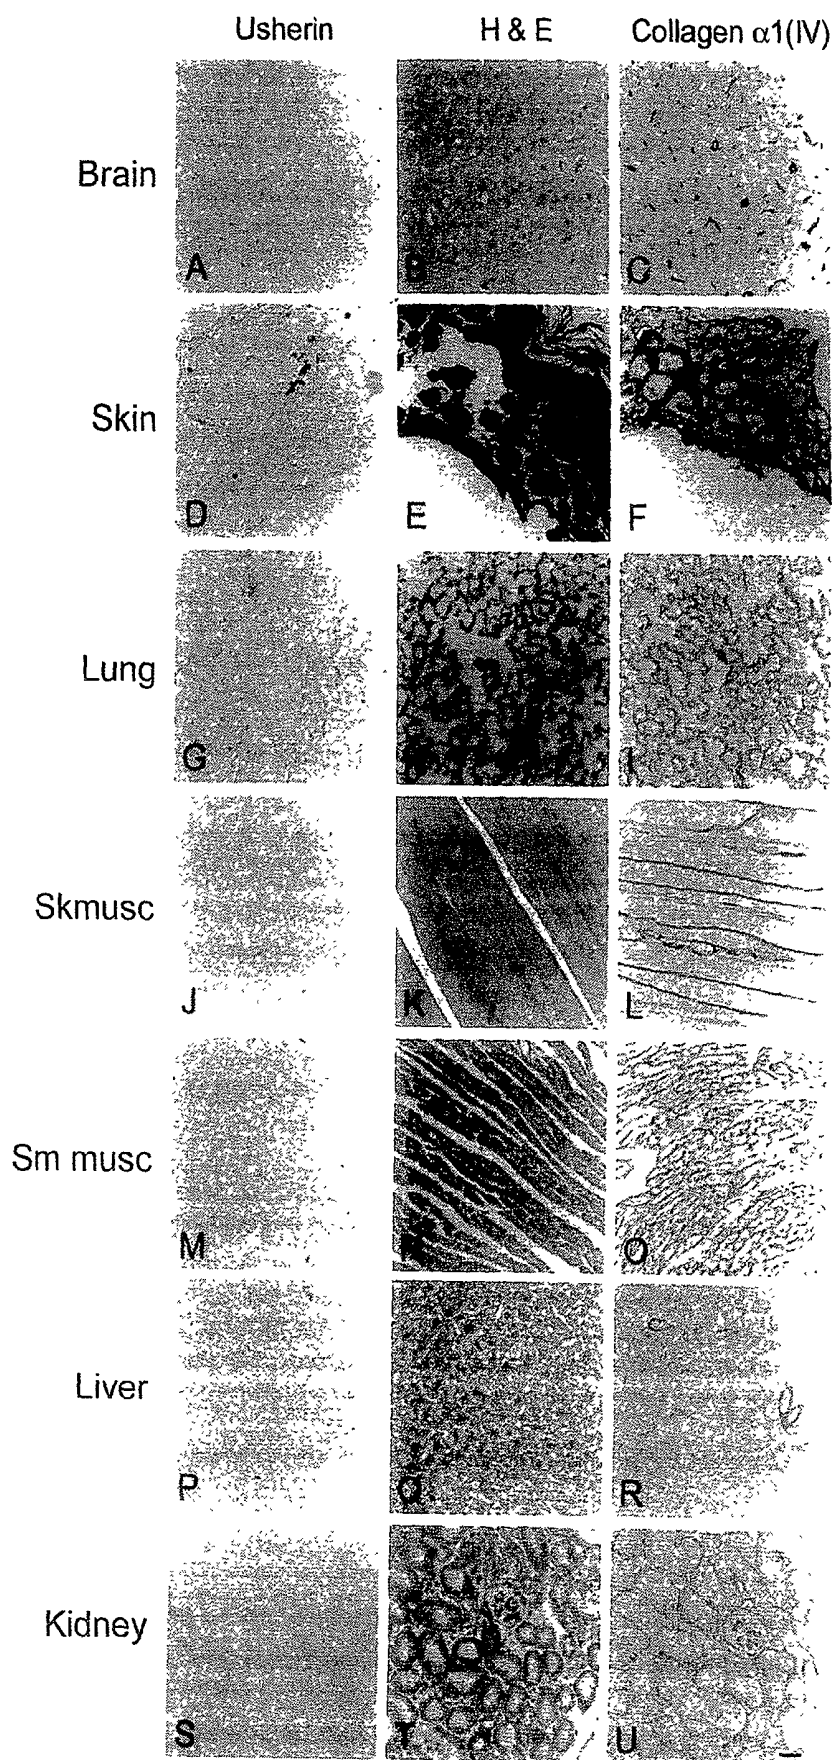 Usherin H & E Collagen α1(IV)
Brain
A B C
Skin
D E F
Lung
G I
Skmusc
J K L
Sm musc
M O
Liver
P Q R
Kidney
S T U